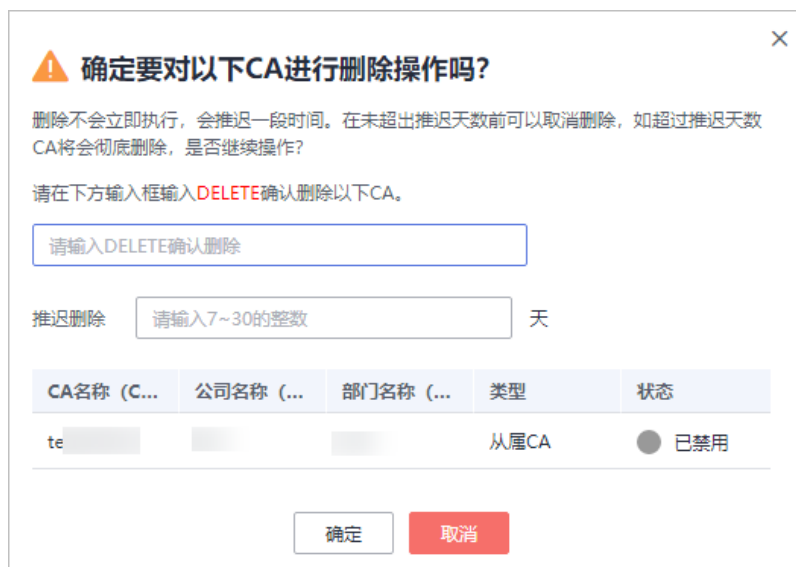 确定要对以下CA进行删除操作吗?
删除不会立即执行，会推迟一段时间。在未超出推迟天数前可以取消删除，如超过推迟天数
CA将会彻底删除，是否继续操作?
请在下方输入框输入DELETE确认删除以下CA。
请输入DELETE确认删除
推迟删除 请输入7~30的整数 天
CA名称（C... 公司名称（... 部门名称（... 类型 状态
te 从属CA 已禁用
确定 取消